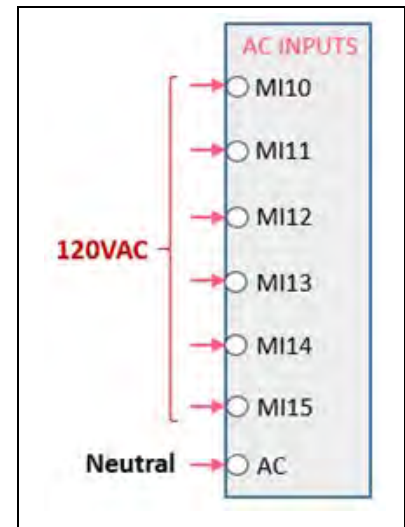 AC INPUTS
MI10
MI11
MI12
120VAC
MI13
MI14
MI15
Neutral AC